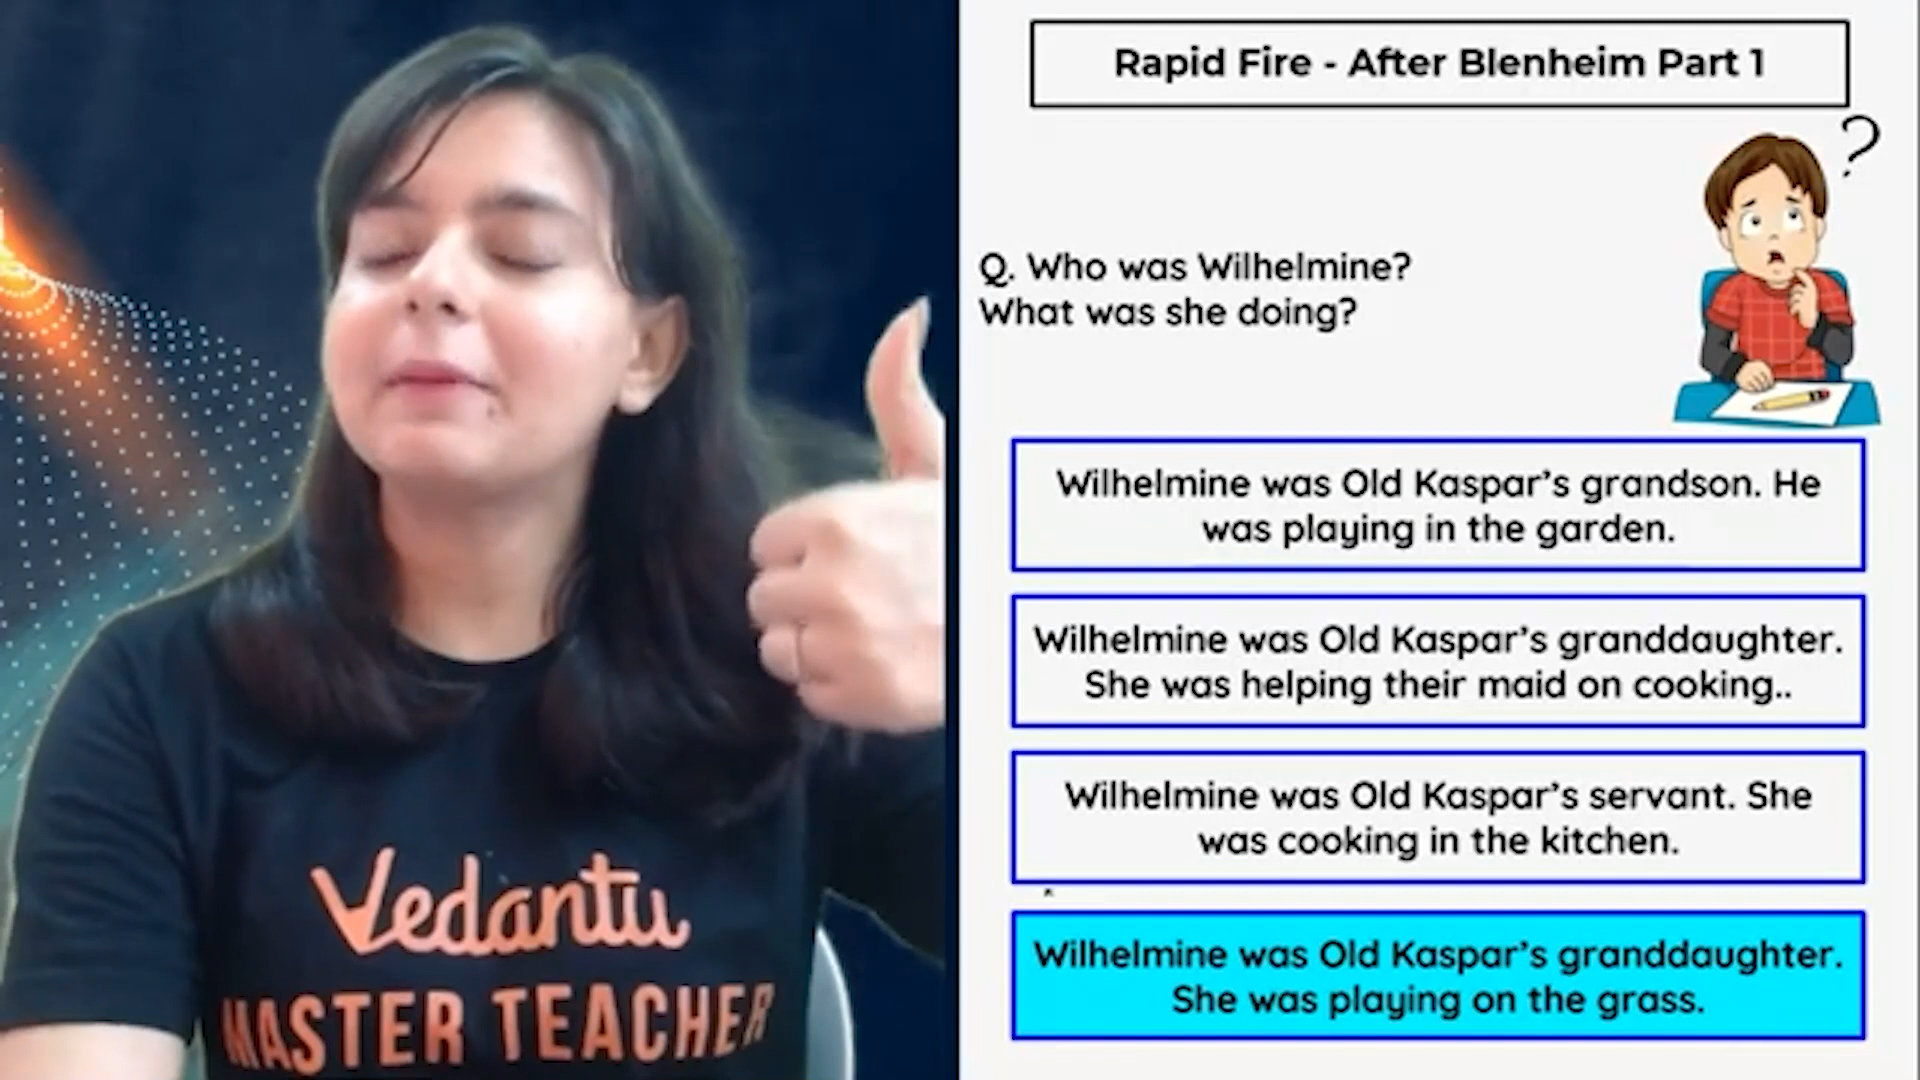 Rapid Fire - After Blenheim Part 1
?
Q. Who was Wilhelmine?
What was she doing?
Wilhelmine was Old Kaspar's grandson. He
was playing in the garden.
Wilhelmine was Old Kaspar's granddaughter.
She was helping their maid on cooking..
Wilhelmine was Old Kaspar's servant. She
was cooking in the kitchen.
Wilhelmine was Old Kaspar's granddaughter.
She was playing on the grass.
Vedantu
MASTER TEACHER